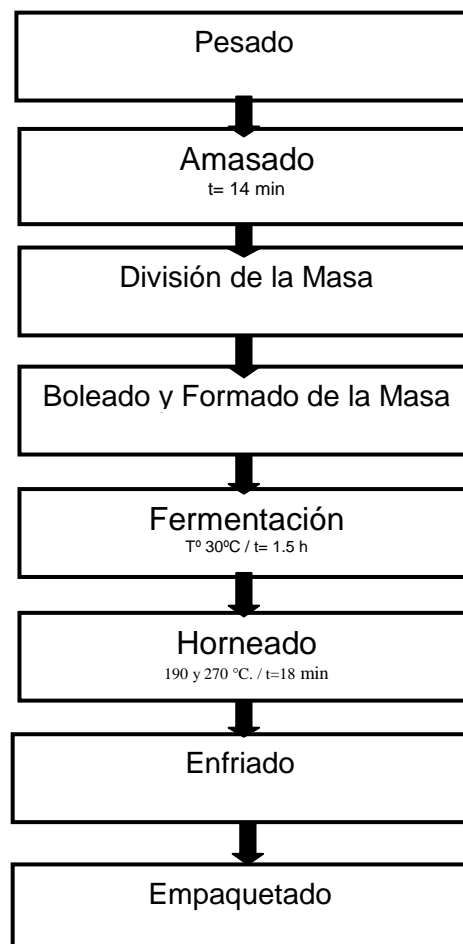 Pesado
Amasado
t= 14 min
División de la Masa
Boleado y Formado de la Masa
Fermentación
Tº 30ºC / t= 1.5 h
Horneado
190 y 270 °C. / t=18 min
Enfriado
Empaquetado